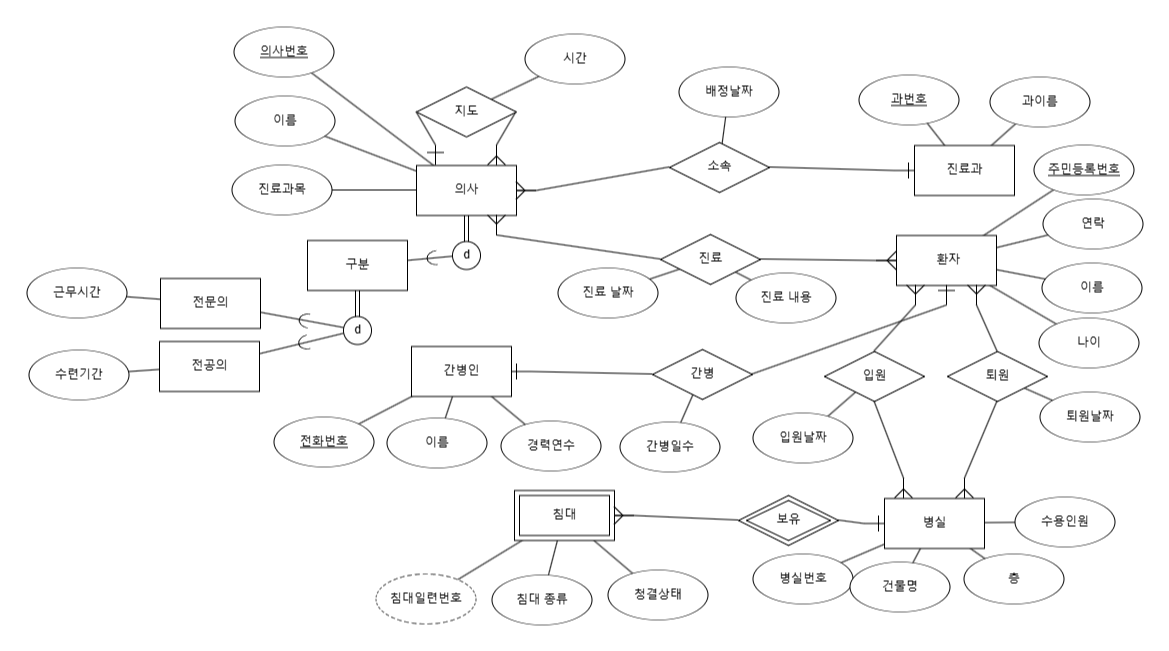 의사번호
시간
이름
지도
배정날짜
과번호
과이름
진료과목
의사
소속
진료과
주민등록번호
연락
구분
d
진료
환자
근무시간
전문의
진료 날짜
진료 내용
이름
d
수련기간
전공의
나이
간병인
간병
입원
퇴원
전화번호
이름
경력연수
간병일수
입원날짜
퇴원날짜
침대
보유
병실
수용인원
침대일련번호
침대 종류
청결상태
병실번호
건물명
층